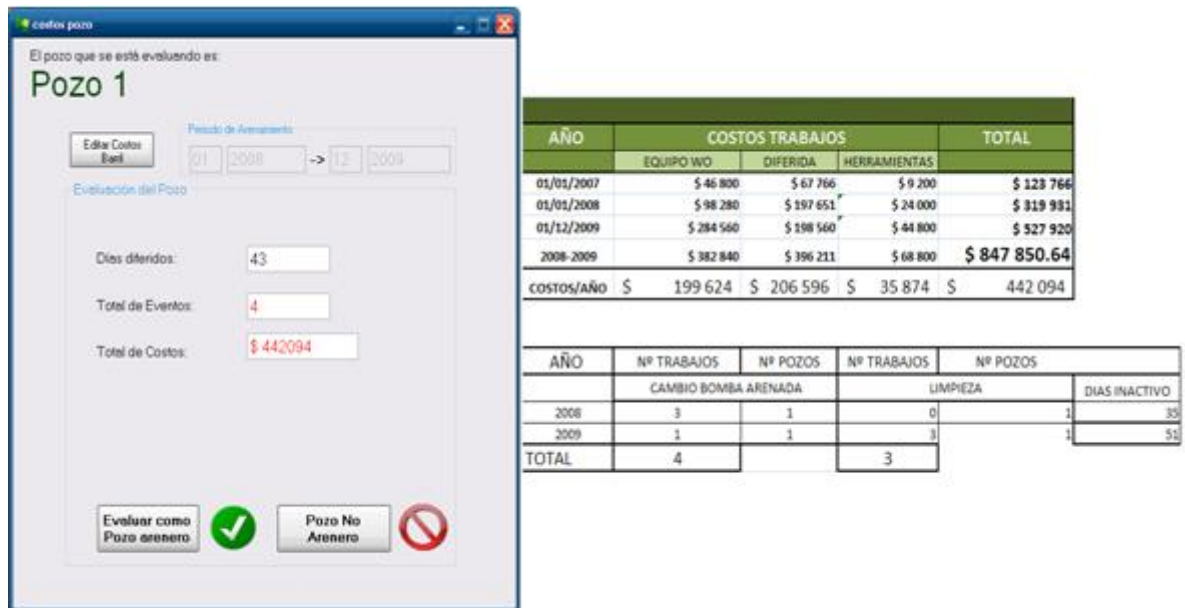 costos pozo
El pozo que se está evaluando es:
Pozo 1
Editar Costos
Barril
Periodo de Arenamiento
01 2008 -> 12 2009
Evaluación del Pozo
Días diferidos: 43
Total de Eventos: 4
Total de Costos: $ 442094
Evaluar como
Pozo arenero
Pozo No
Arenero
AÑO COSTOS TRABAJOS TOTAL
EQUIPO WO DIFERIDA HERRAMIENTAS
01/01/2007 $ 46 800 $ 67 766 $ 9 200 $ 123 766
01/01/2008 $ 98 280 $ 197 651 $ 24 000 $ 319 931
01/12/2009 $ 284 560 $ 198 560 $ 44 800 $ 527 920
2008-2009 $ 382 840 $ 396 211 $ 68 800 $ 847 850.64
COSTOS/AÑO $ 199 624 $ 206 596 $ 35 874 $ 442 094
AÑO Nº TRABAJOS Nº POZOS Nº TRABAJOS Nº POZOS
CAMBIO BOMBA ARENADA LIMPIEZA DIAS INACTIVO
2008 3 1 0 1 35
2009 1 1 3 1 51
TOTAL 4 3